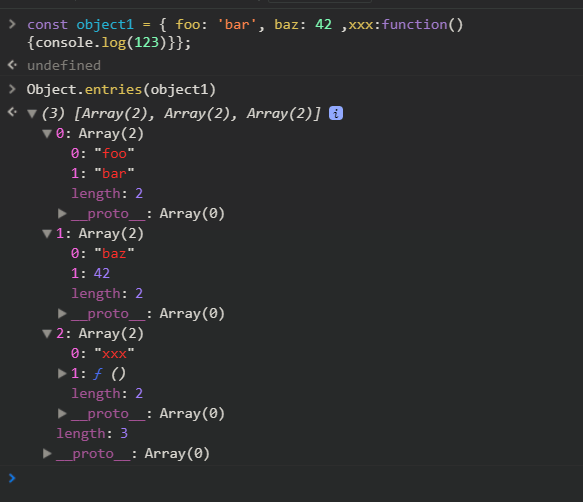 > const object1 = { foo: 'bar', baz: 42 ,xxx:function()
{console.log(123)}};
undefined
> Object.entries(object1)
(3) [Array(2), Array(2), Array(2)] i
0: Array(2)
0: "foo"
1: "bar"
length: 2
__proto__: Array(0)
1: Array(2)
0: "baz"
1: 42
length: 2
__proto__: Array(0)
2: Array(2)
0: "xxx"
1: ƒ ()
length: 2
__proto__: Array(0)
length: 3
__proto__: Array(0)
>